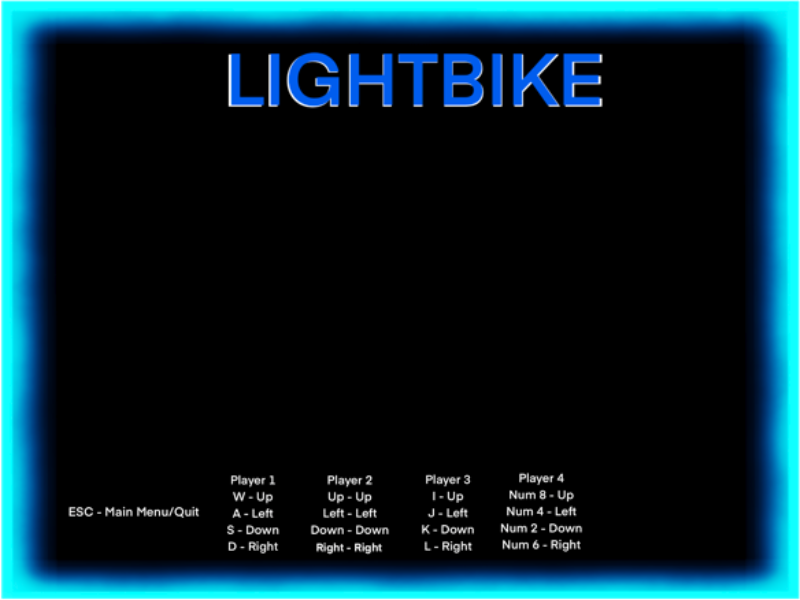 LIGHTBIKE
Player 1 Player 2 Player 3 Player 4
W - Up Up - Up I - Up Num 8 - Up
ESC - Main Menu/Quit A - Left Left - Left J - Left Num 4 - Left
S - Down Down - Down K - Down Num 2 - Down
D - Right Right - Right L - Right Num 6 - Right